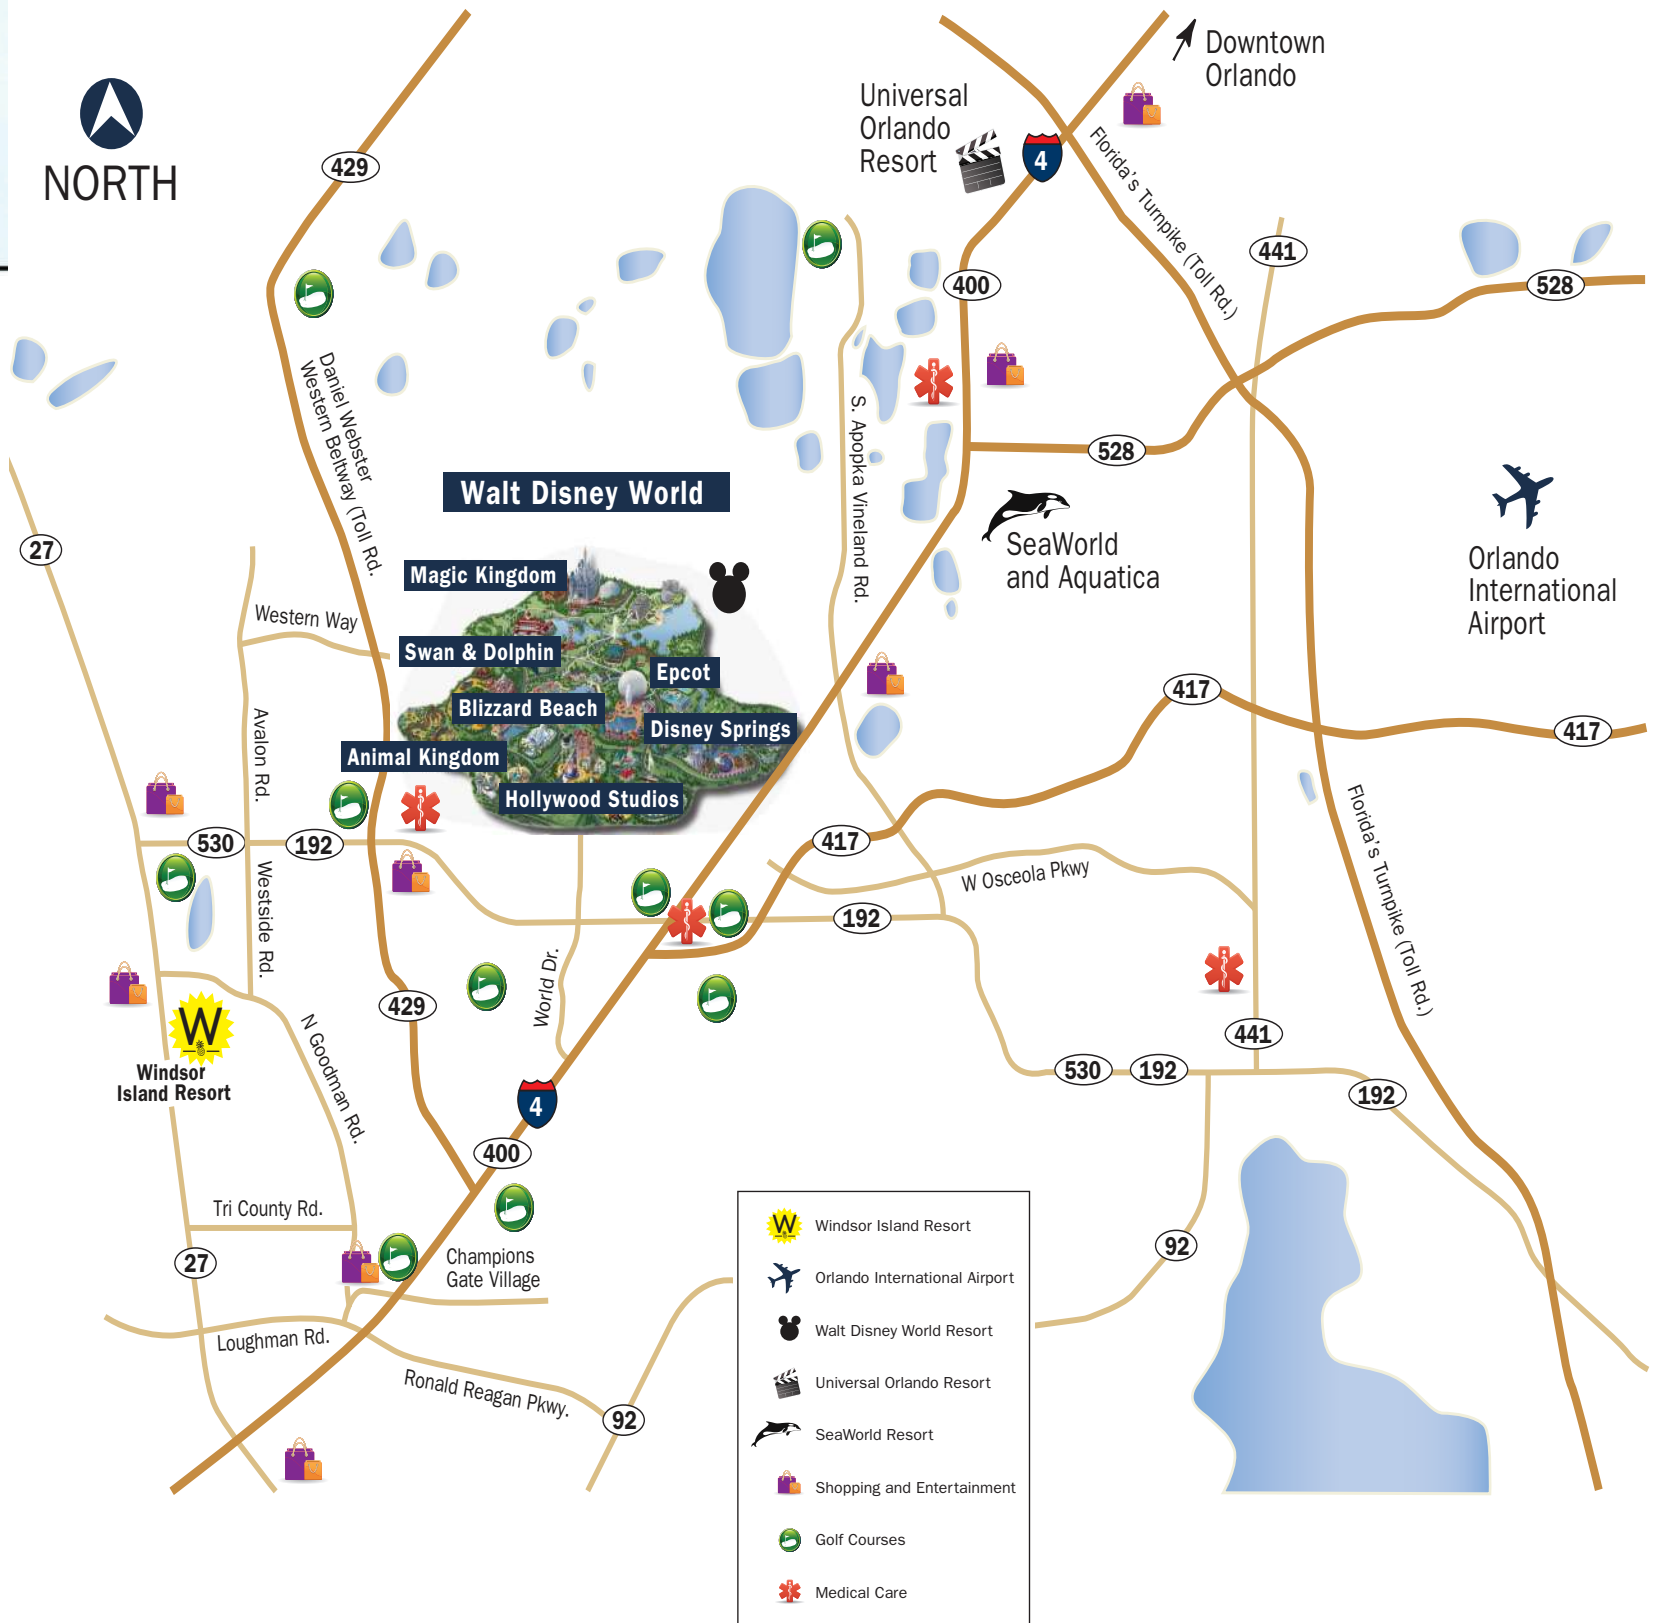 NORTH
Downtown
Orlando
Universal
Orlando
Resort
4
429
Florida's Turnpike (Toll Rd.)
441
400
528
Daniel Webster
Western Beltway (Toll Rd.
S. Apopka Vineland Rd.
528
Walt Disney World
27
SeaWorld
and Aquatica
Orlando
International
Airport
Magic Kingdom
Western Way
Swan & Dolphin
Epcot
Blizzard Beach
Disney Springs
417
417
Avalon Rd.
Animal Kingdom
Hollywood Studios
530
192
417
Florida's Turnpike (Toll Rd.)
W Osceola Pkwy
192
Westside Rd.
World Dr.
429
N Goodman Rd.
W
Windsor
Island Resort
441
530
192
192
4
400
Tri County Rd.
27
Champions
Gate Village
92
Loughman Rd.
Ronald Reagan Pkwy.
92
W
Windsor Island Resort
Orlando International Airport
Walt Disney World Resort
Universal Orlando Resort
SeaWorld Resort
Shopping and Entertainment
Golf Courses
Medical Care